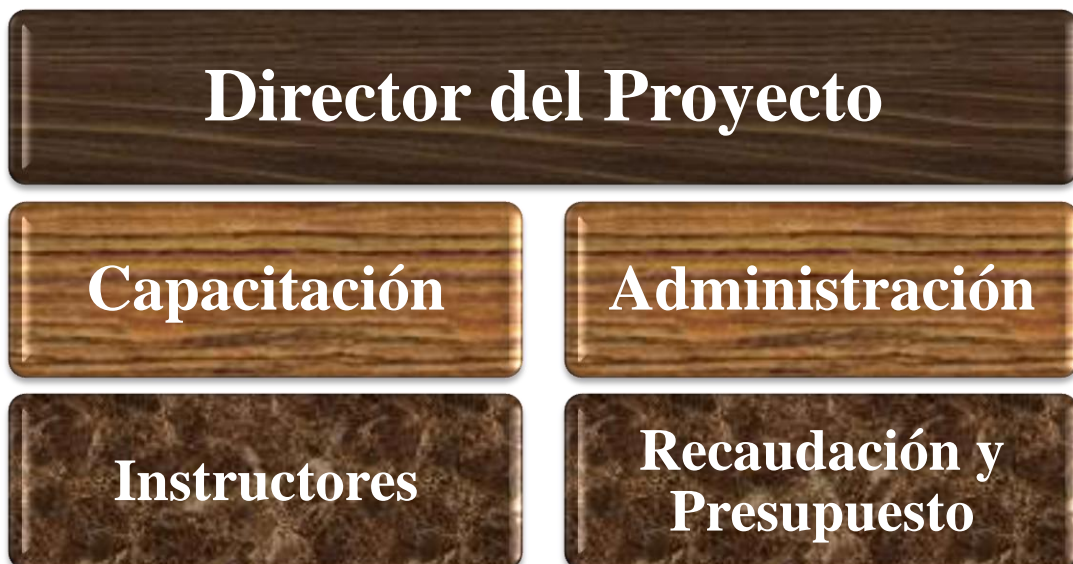 Director del Proyecto
Capacitación
Administración
Instructores
Recaudación y
Presupuesto